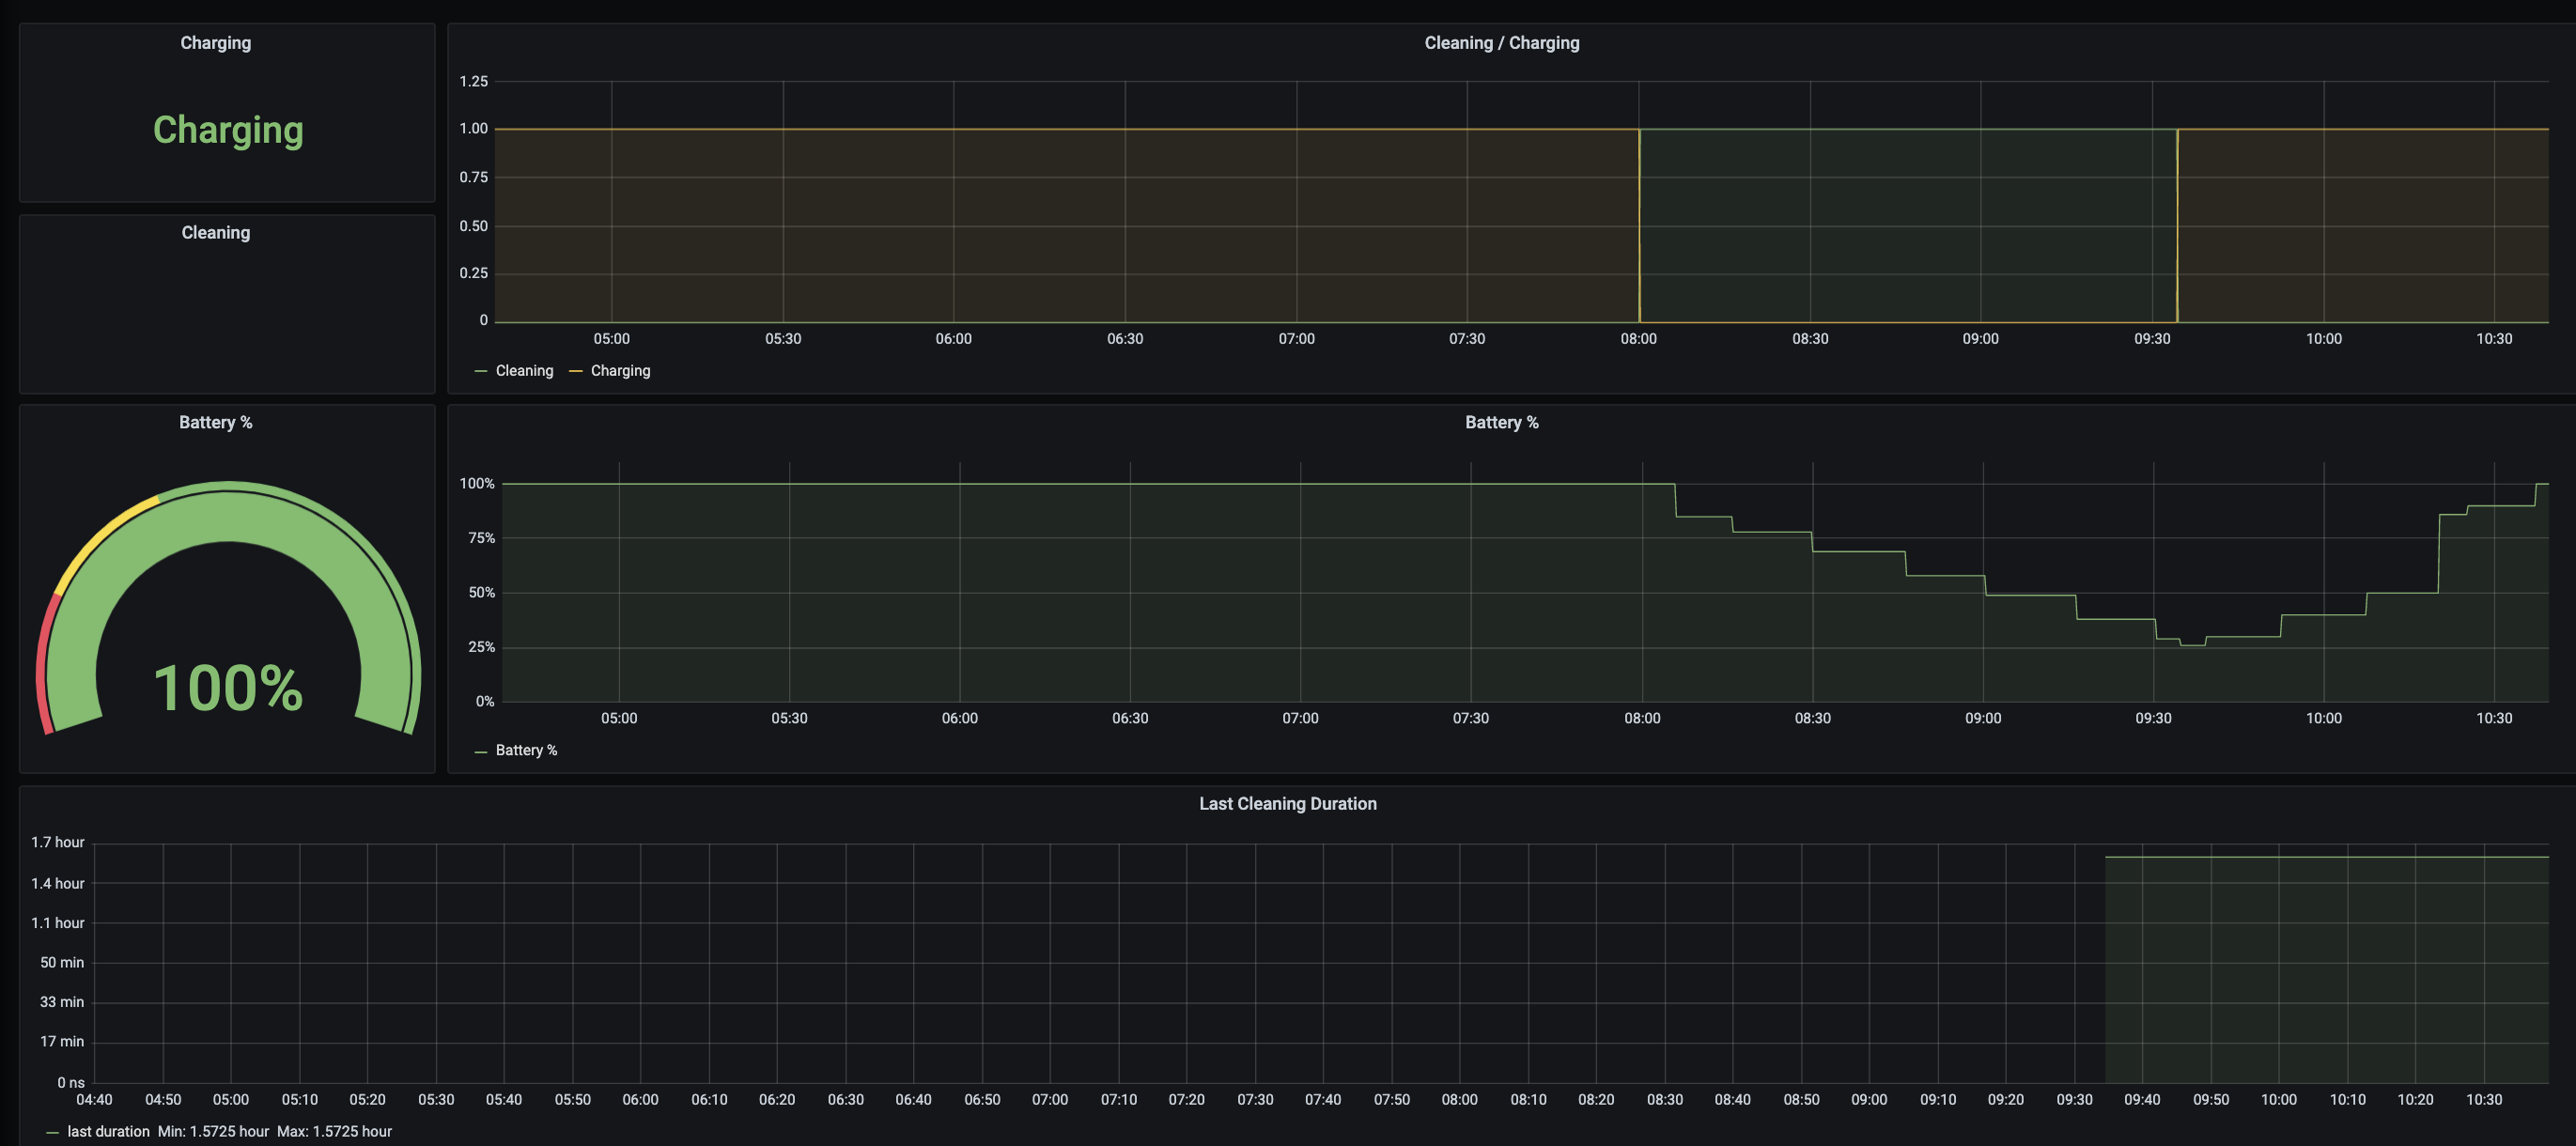 Charging
Charging
Cleaning
Battery %
100%
Cleaning / Charging
1.25
1.00
0.75
0.50
0.25
0
05:00 05:30 06:00 06:30 07:00 07:30 08:00 08:30 09:00 09:30 10:00 10:30
Cleaning Charging
Battery %
100%
75%
50%
25%
0%
05:00 05:30 06:00 06:30 07:00 07:30 08:00 08:30 09:00 09:30 10:00 10:30
Battery %
Last Cleaning Duration
1.7 hour
1.4 hour
1.1 hour
50 min
33 min
17 min
0 ns
04:40 04:50 05:00 05:10 05:20 05:30 05:40 05:50 06:00 06:10 06:20 06:30 06:40 06:50 07:00 07:10 07:20 07:30 07:40 07:50 08:00 08:10 08:20 08:30 08:40 08:50 09:00 09:10 09:20 09:30 09:40 09:50 10:00 10:10 10:20 10:30
last duration Min: 1.5725 hour Max: 1.5725 hour